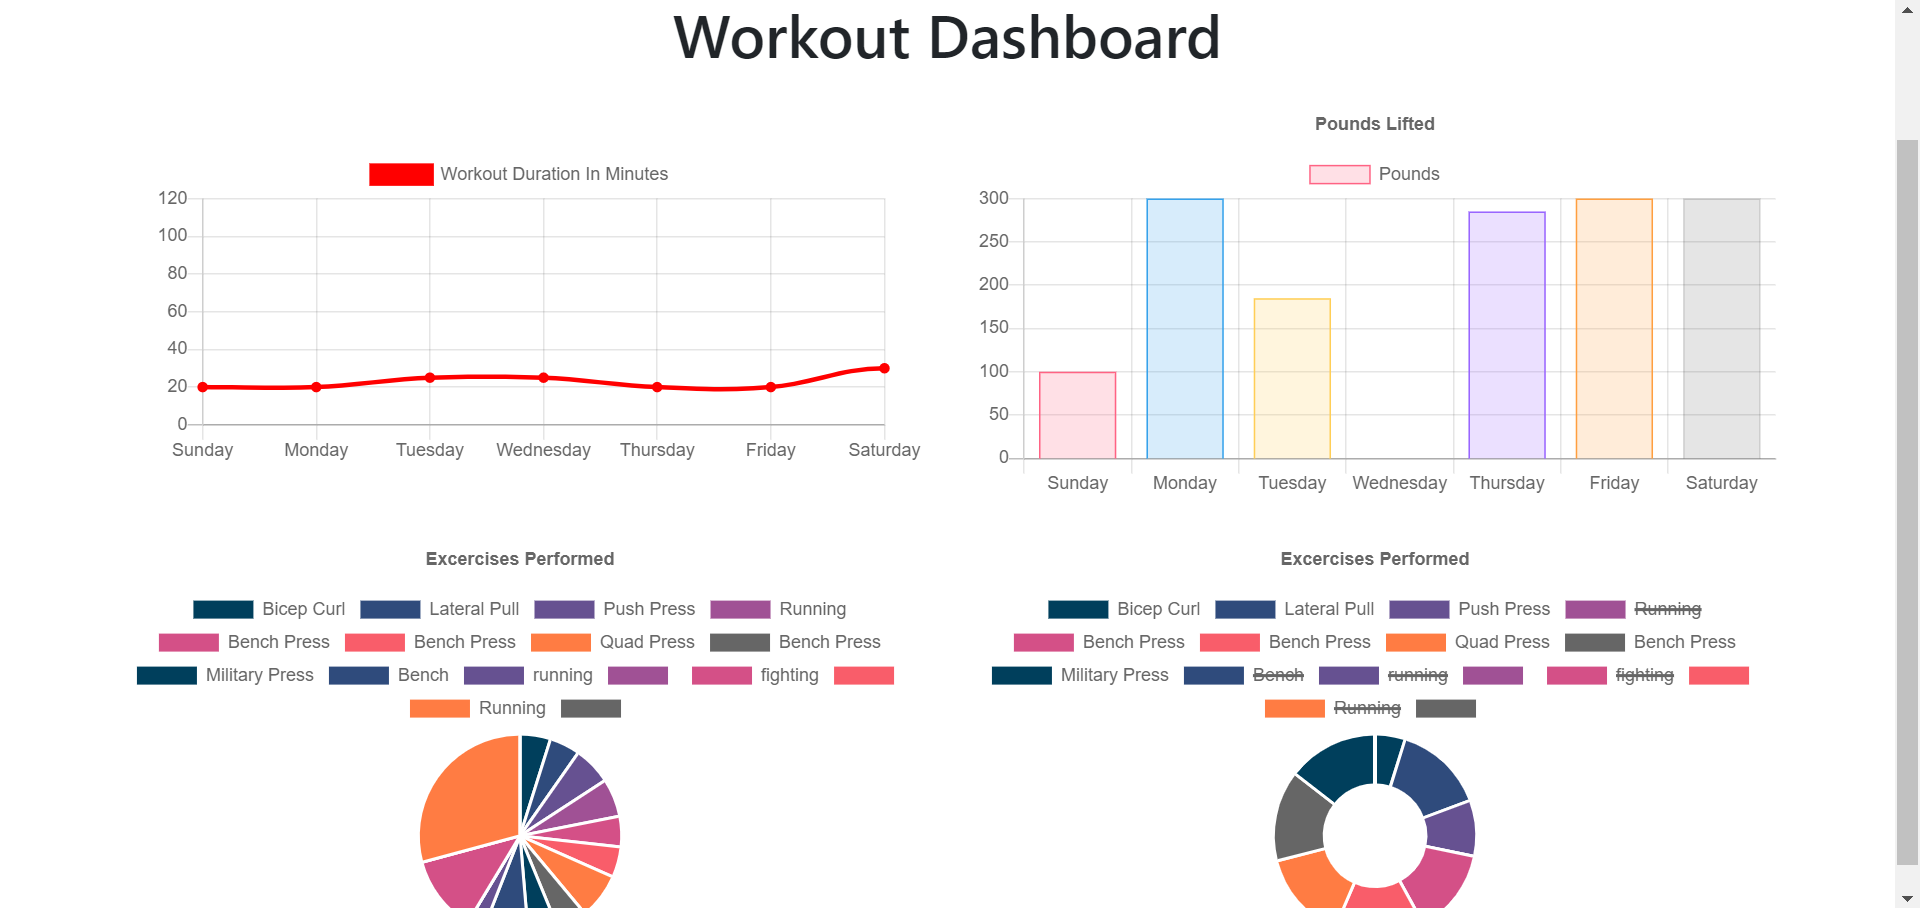 Workout Dashboard
Workout Duration In Minutes
120
100
80
60
40
20
0
Sunday Monday Tuesday Wednesday Thursday Friday Saturday
Pounds Lifted
Pounds
300
250
200
150
100
50
0
Sunday Monday Tuesday Wednesday Thursday Friday Saturday
Excercises Performed
Bicep Curl Lateral Pull Push Press Running
Bench Press Bench Press Quad Press Bench Press
Military Press Bench running fighting
Running
Excercises Performed
Bicep Curl Lateral Pull Push Press Running
Bench Press Bench Press Quad Press Bench Press
Military Press Bench running fighting
Running